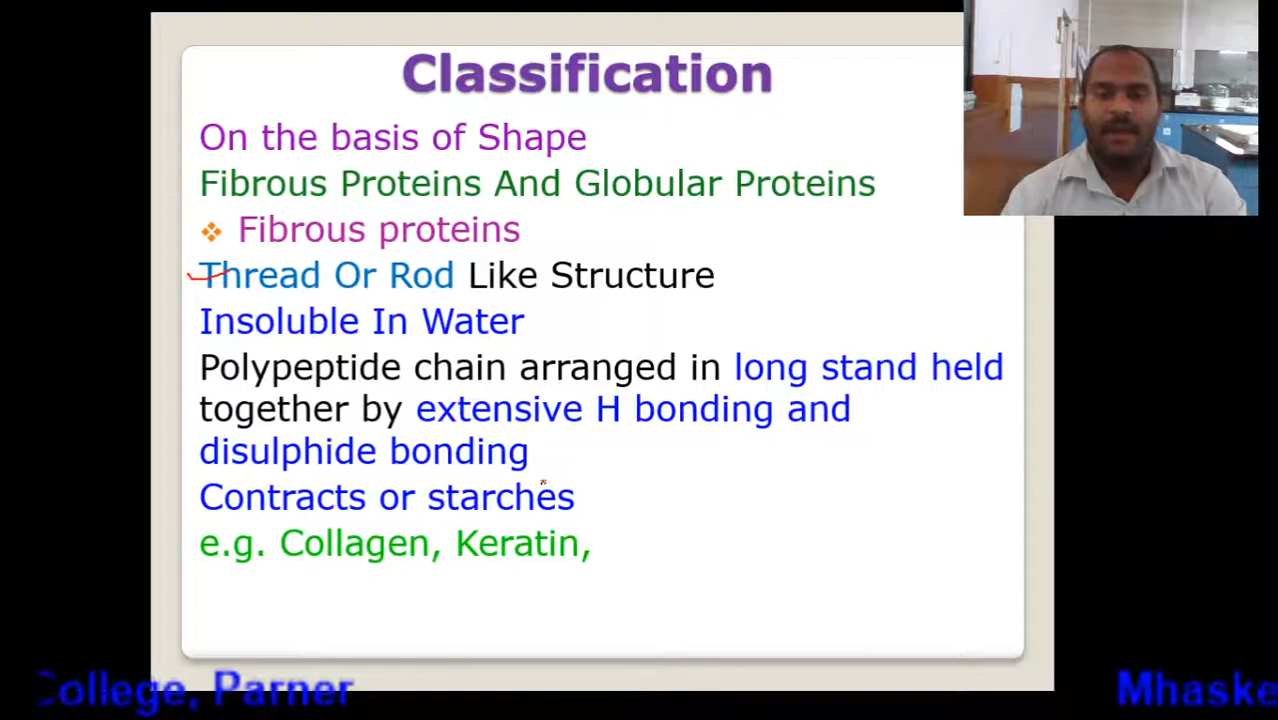 Classification
On the basis of Shape
Fibrous Proteins And Globular Proteins
Fibrous proteins
Thread Or Rod Like Structure
Insoluble In Water
Polypeptide chain arranged in long stand held
together by extensive H bonding and
disulphide bonding
Contracts or starches
e.g. Collagen, Keratin,
College, Parner
Mhaske